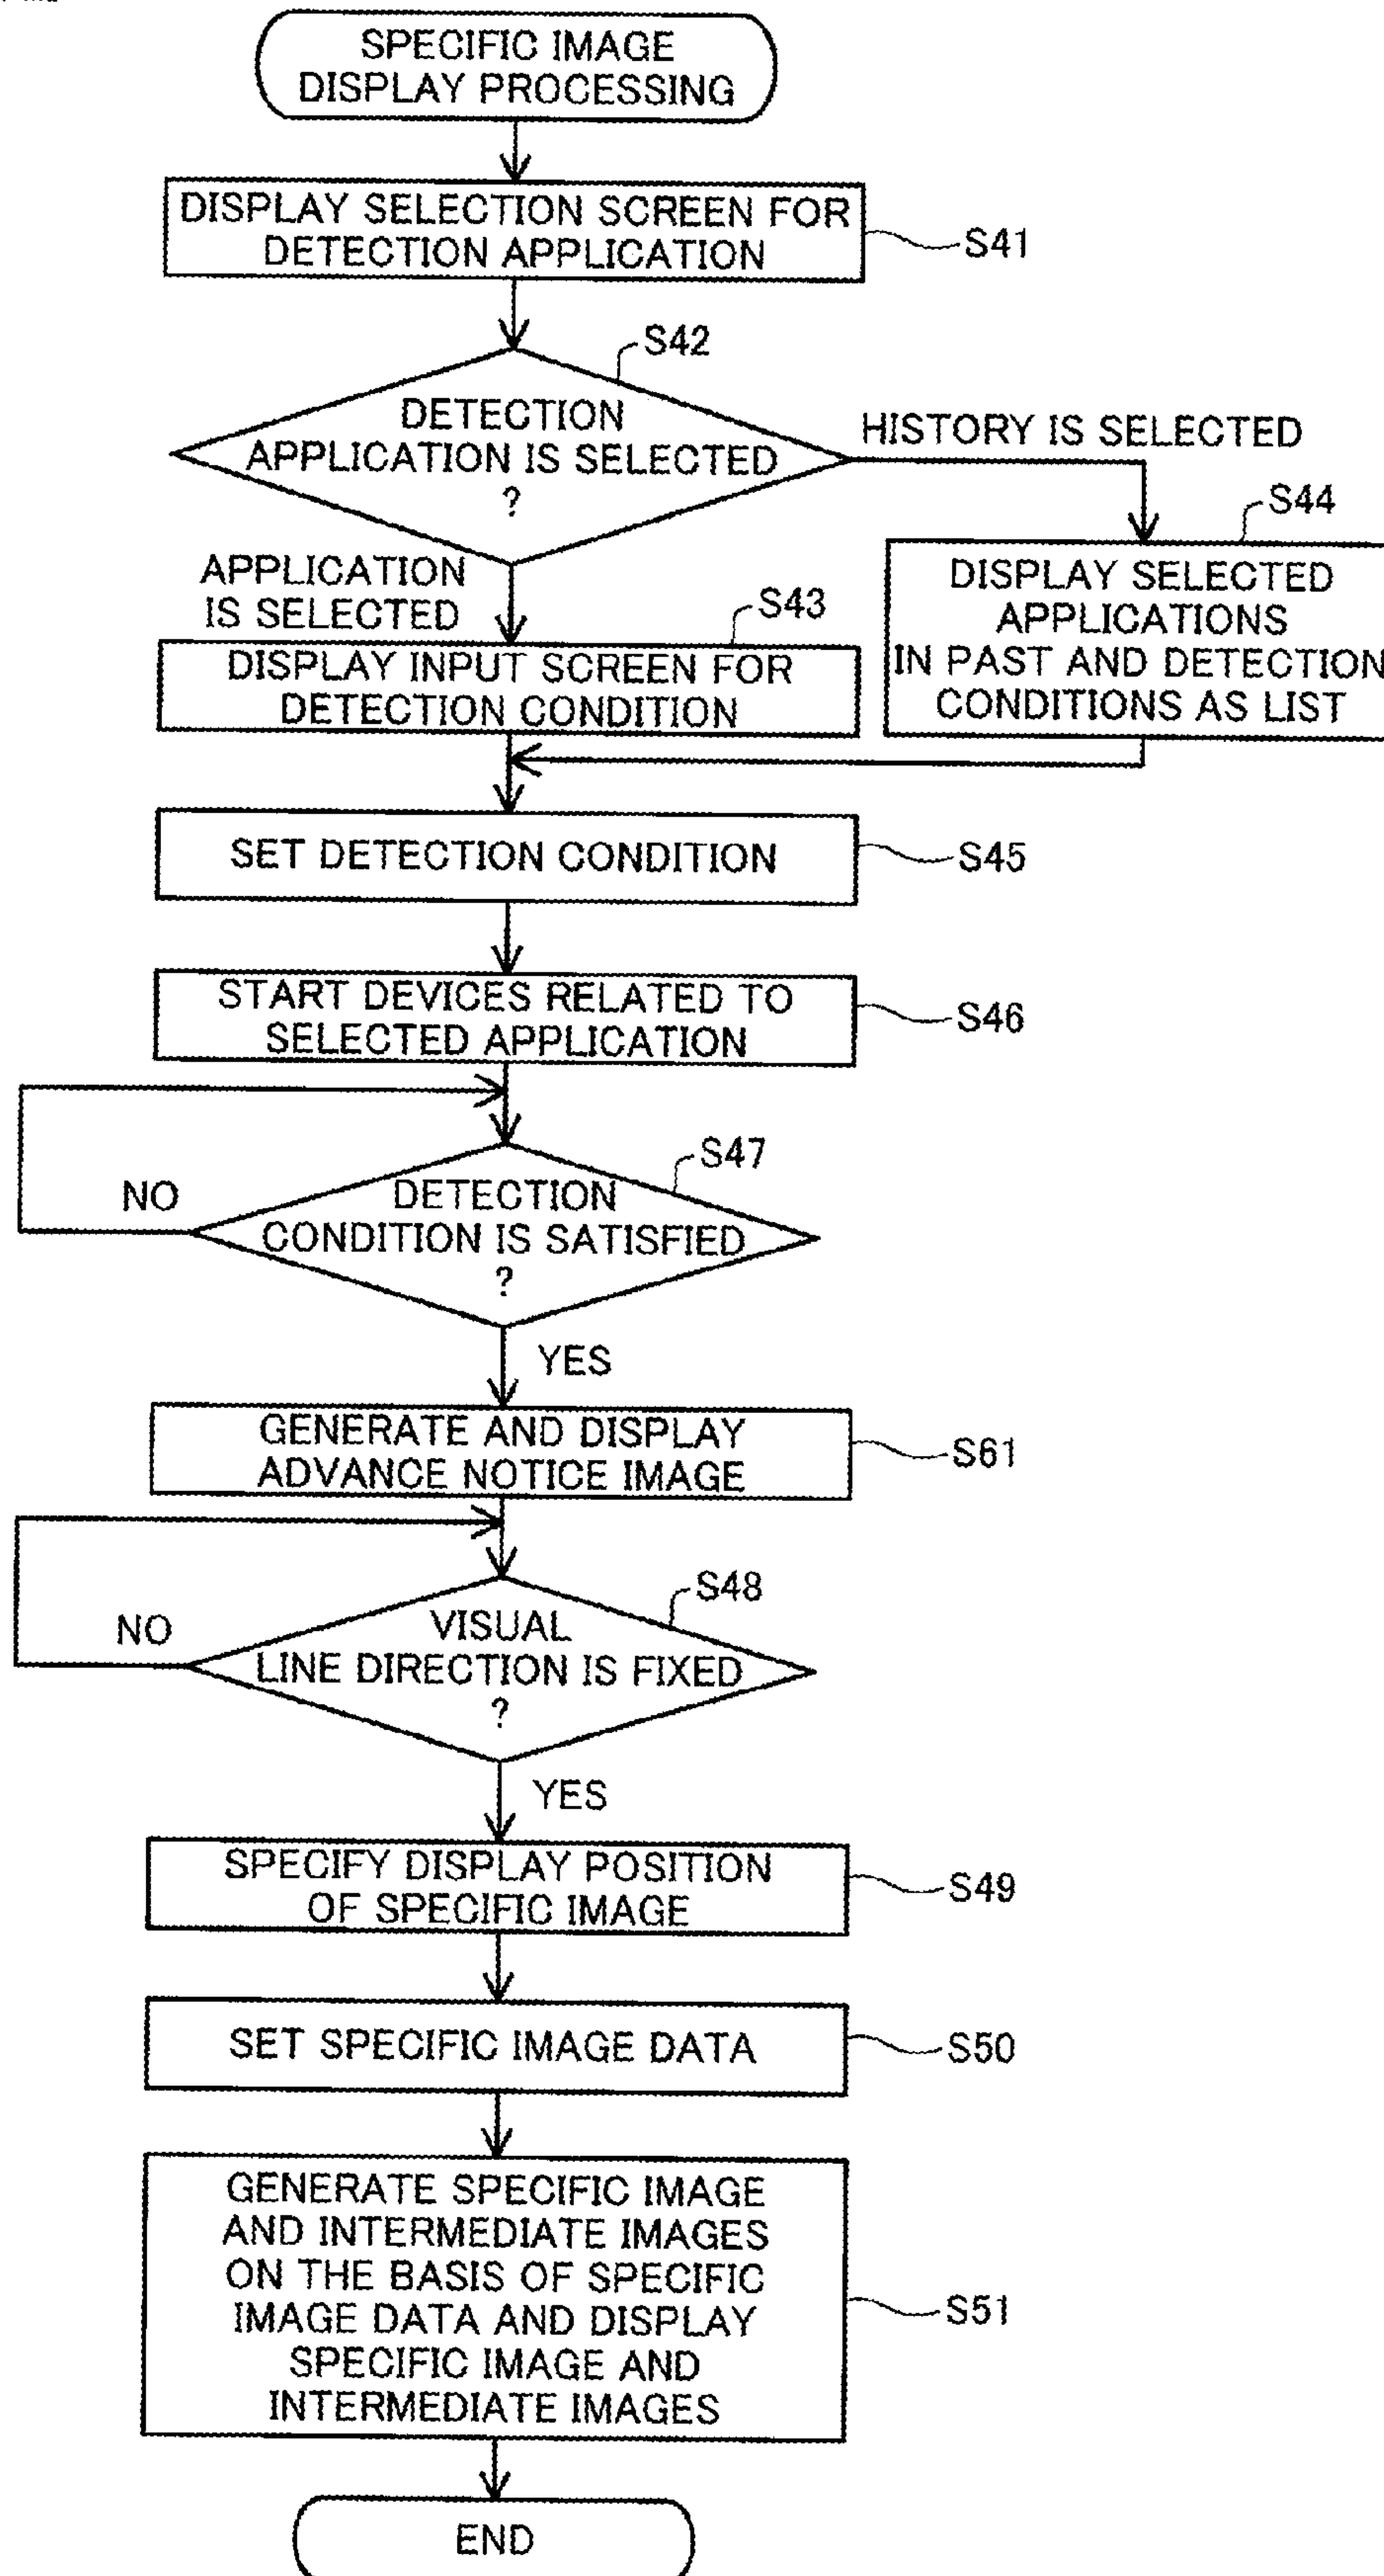 SPECIFIC IMAGE
DISPLAY PROCESSING
DISPLAY SELECTION SCREEN FOR
DETECTION APPLICATION
S41
S42
DETECTION
APPLICATION IS SELECTED
?
HISTORY IS SELECTED
S44
APPLICATION
IS SELECTED
S43
DISPLAY SELECTED
APPLICATIONS
IN PAST AND DETECTION
CONDITIONS AS LIST
DISPLAY INPUT SCREEN FOR
DETECTION CONDITION
SET DETECTION CONDITION
S45
START DEVICES RELATED TO
SELECTED APPLICATION
S46
S47
NO
DETECTION
CONDITION IS SATISFIED
?
YES
GENERATE AND DISPLAY
ADVANCE NOTICE IMAGE
S61
S48
NO
VISUAL
LINE DIRECTION IS FIXED
?
YES
SPECIFY DISPLAY POSITION
OF SPECIFIC IMAGE
S49
SET SPECIFIC IMAGE DATA
S50
GENERATE SPECIFIC IMAGE
AND INTERMEDIATE IMAGES
ON THE BASIS OF SPECIFIC
IMAGE DATA AND DISPLAY
SPECIFIC IMAGE AND
INTERMEDIATE IMAGES
S51
END